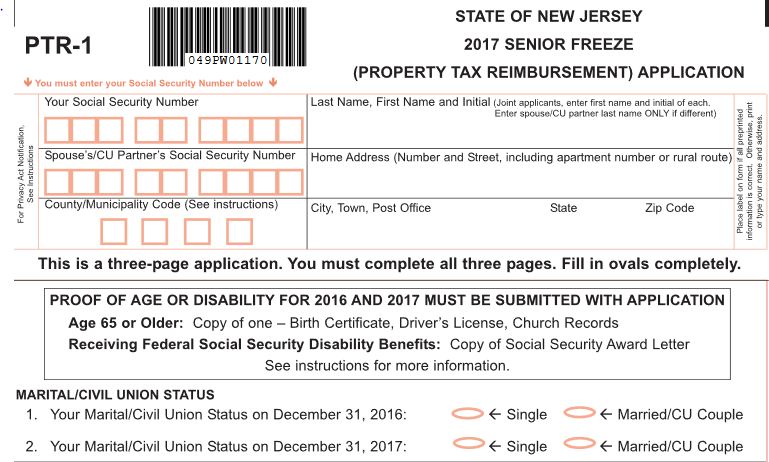 STATE OF NEW JERSEY
PTR-1
2017 SENIOR FREEZE
049PW01170
(PROPERTY TAX REIMBURSEMENT) APPLICATION
You must enter your Social Security Number below
For Privacy Act Notification,
See Instructions
Your Social Security Number
Last Name, First Name and Initial (Joint applicants, enter first name and initial of each.
Enter spouse/CU partner last name ONLY if different)
Spouse's/CU Partner's Social Security Number
Home Address (Number and Street, including apartment number or rural route)
County/Municipality Code (See instructions)
City, Town, Post Office State Zip Code
Place label on form if all preprinted
information is correct. Otherwise, print
or type your name and address.
This is a three-page application. You must complete all three pages. Fill in ovals completely.
PROOF OF AGE OR DISABILITY FOR 2016 AND 2017 MUST BE SUBMITTED WITH APPLICATION
Age 65 or Older: Copy of one – Birth Certificate, Driver's License, Church Records
Receiving Federal Social Security Disability Benefits: Copy of Social Security Award Letter
See instructions for more information.
MARITAL/CIVIL UNION STATUS
1. Your Marital/Civil Union Status on December 31, 2016: ← Single ← Married/CU Couple
2. Your Marital/Civil Union Status on December 31, 2017: ← Single ← Married/CU Couple